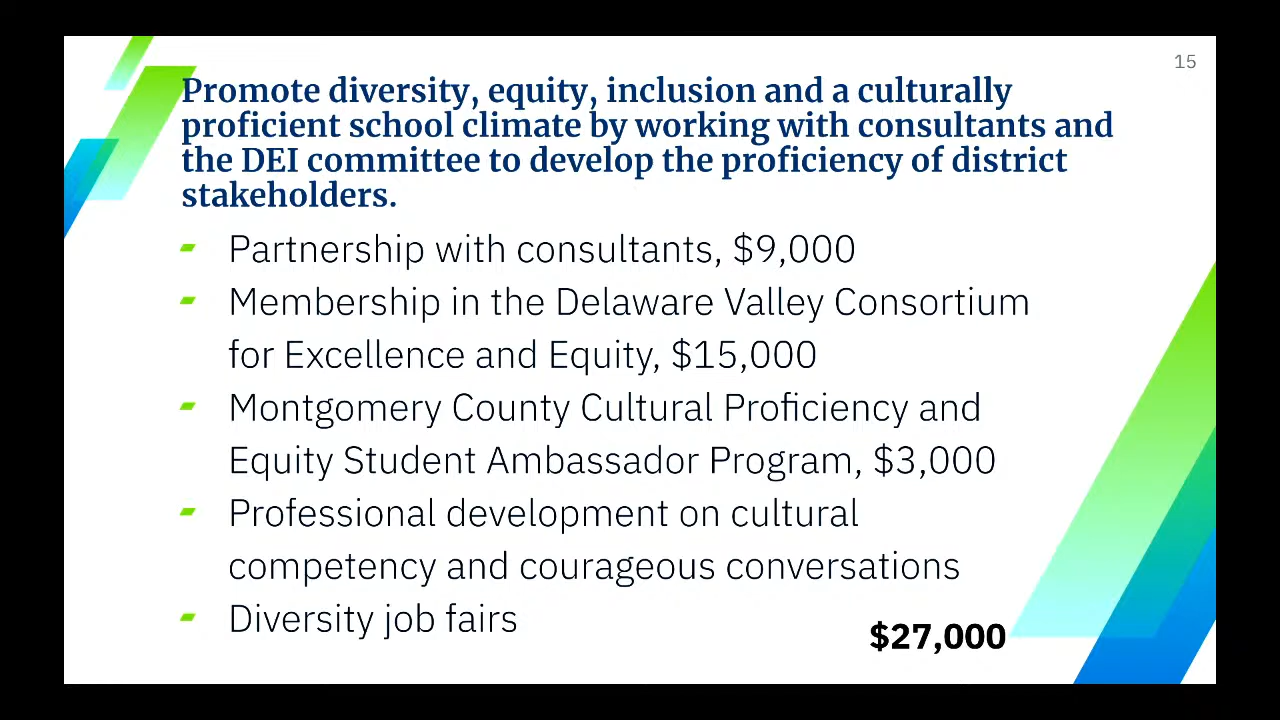 15
Promote diversity, equity, inclusion and a culturally
proficient school climate by working with consultants and
the DEI committee to develop the proficiency of district
stakeholders.
Partnership with consultants, $9,000
Membership in the Delaware Valley Consortium
for Excellence and Equity, $15,000
Montgomery County Cultural Proficiency and
Equity Student Ambassador Program, $3,000
Professional development on cultural
competency and courageous conversations
Diversity job fairs
$27,000